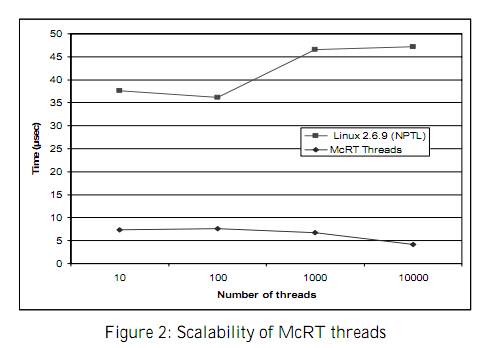 50
45
40
35
30
25
20
15
10
5
0
Time (µsec)
Linux 2.6.9 (NPTL)
McRT Threads
10 100 1000 10000
Number of threads
Figure 2: Scalability of McRT threads